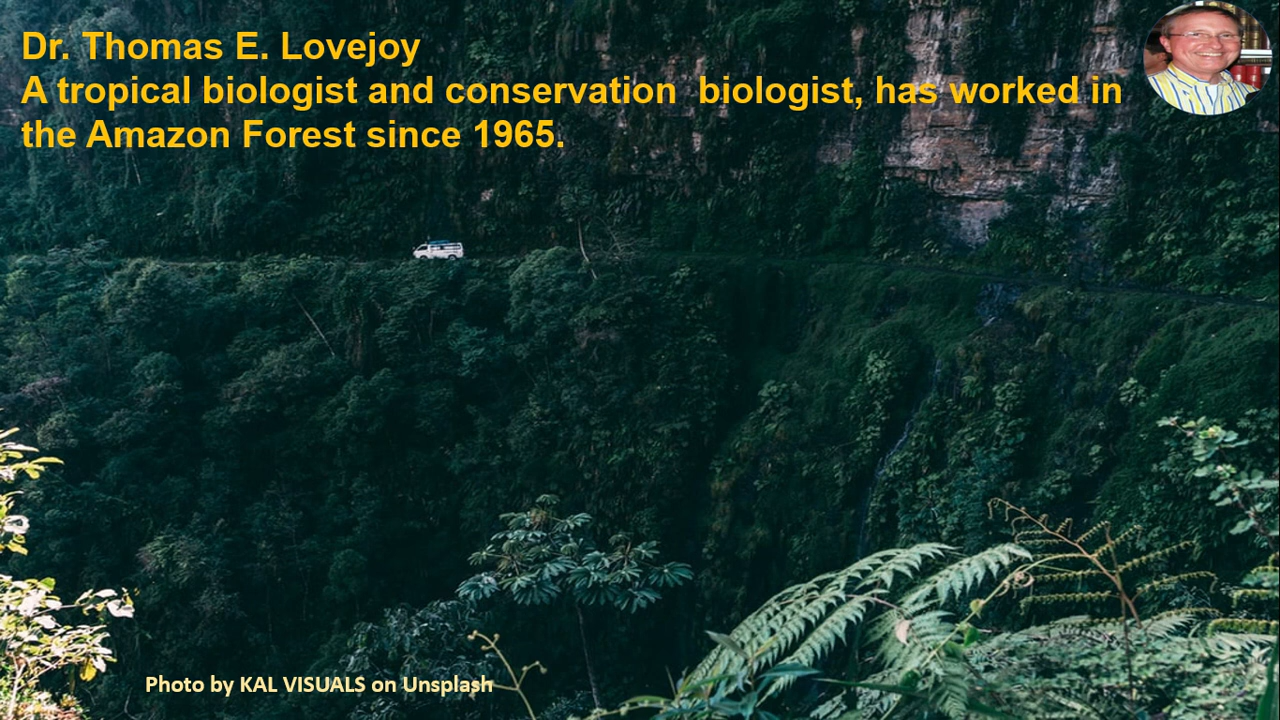 Dr. Thomas E. Lovejoy
A tropical biologist and conservation  biologist, has worked in
the Amazon Forest since 1965.
Photo by KAL VISUALS on Unsplash